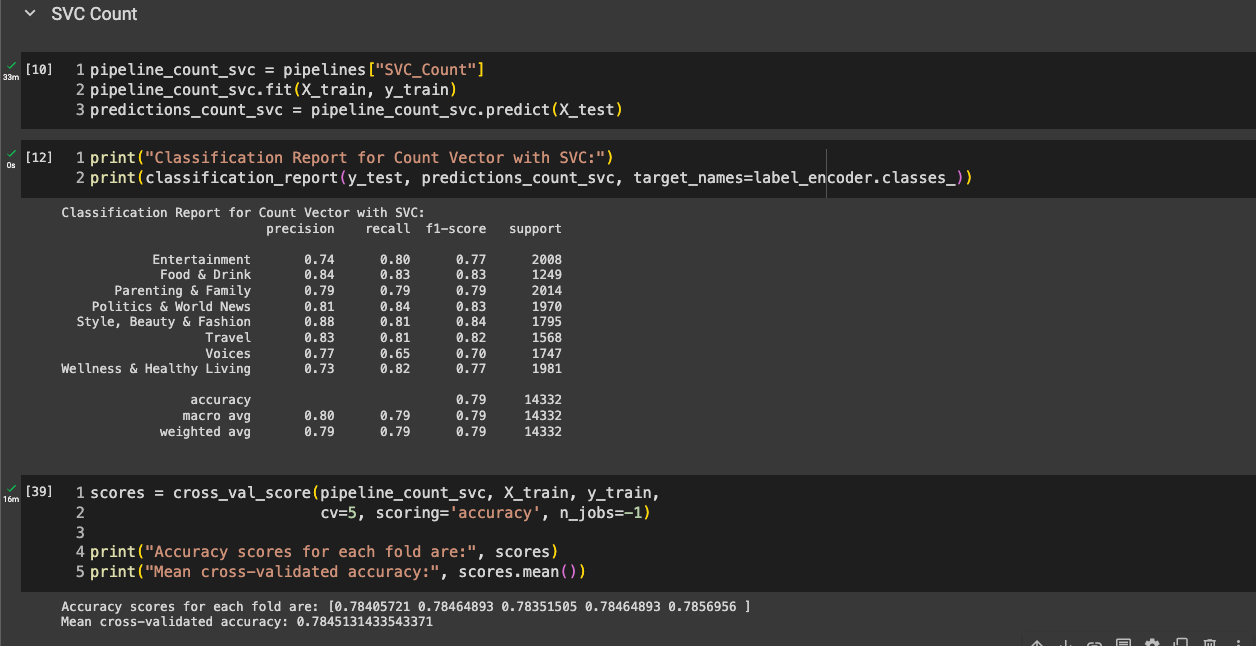 SVC Count
33m
[10]
1 pipeline_count_svc = pipelines["SVC_Count"]
2 pipeline_count_svc.fit(X_train, y_train)
3 predictions_count_svc = pipeline_count_svc.predict(X_test)
0s
[12]
1 print("Classification Report for Count Vector with SVC:")
2 print(classification_report(y_test, predictions_count_svc, target_names=label_encoder.classes_))
Classification Report for Count Vector with SVC:
precision recall f1-score support
Entertainment 0.74 0.80 0.77 2008
Food & Drink 0.84 0.83 0.83 1249
Parenting & Family 0.79 0.79 0.79 2014
Politics & World News 0.81 0.84 0.83 1970
Style, Beauty & Fashion 0.88 0.81 0.84 1795
Travel 0.83 0.81 0.82 1568
Voices 0.77 0.65 0.70 1747
Wellness & Healthy Living 0.73 0.82 0.77 1981
accuracy 0.79 14332
macro avg 0.80 0.79 0.79 14332
weighted avg 0.79 0.79 0.79 14332
16m
[39]
1 scores = cross_val_score(pipeline_count_svc, X_train, y_train,
2 cv=5, scoring='accuracy', n_jobs=-1)
3
4 print("Accuracy scores for each fold are:", scores)
5 print("Mean cross-validated accuracy:", scores.mean())
Accuracy scores for each fold are: [0.78405721 0.78464893 0.78351505 0.78464893 0.7856956 ]
Mean cross-validated accuracy: 0.7845131433543371